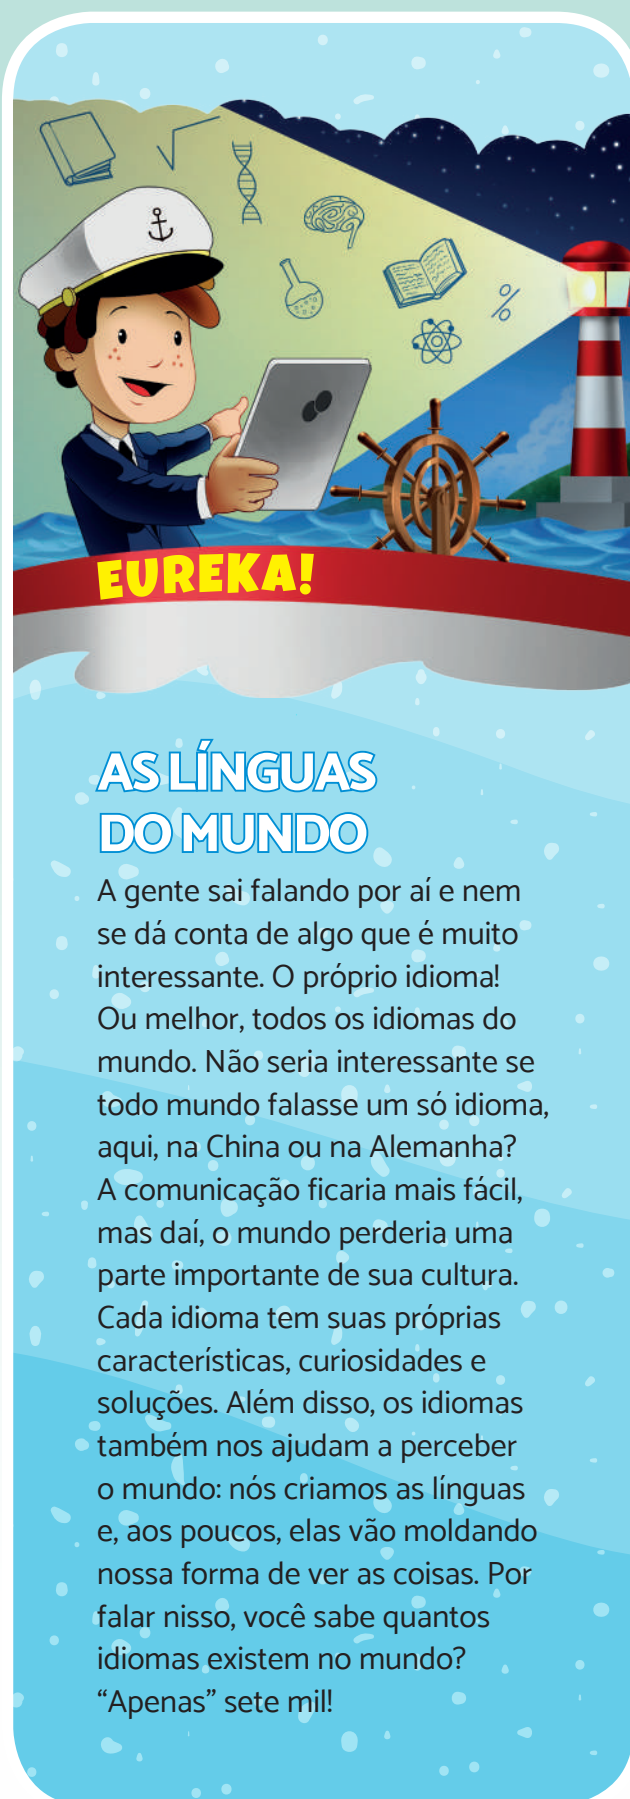 EUREKA!
AS LÍNGUAS
DO MUNDO
A gente sai falando por aí e nem
se dá conta de algo que é muito
interessante. O próprio idioma!
Ou melhor, todos os idiomas do
mundo. Não seria interessante se
todo mundo falasse um só idioma,
aqui, na China ou na Alemanha?
A comunicação ficaria mais fácil,
mas daí, o mundo perderia uma
parte importante de sua cultura.
Cada idioma tem suas próprias
características, curiosidades e
soluções. Além disso, os idiomas
também nos ajudam a perceber
o mundo: nós criamos as línguas
e, aos poucos, elas vão moldando
nossa forma de ver as coisas. Por
falar nisso, você sabe quantos
idiomas existem no mundo?
“Apenas” sete mil!